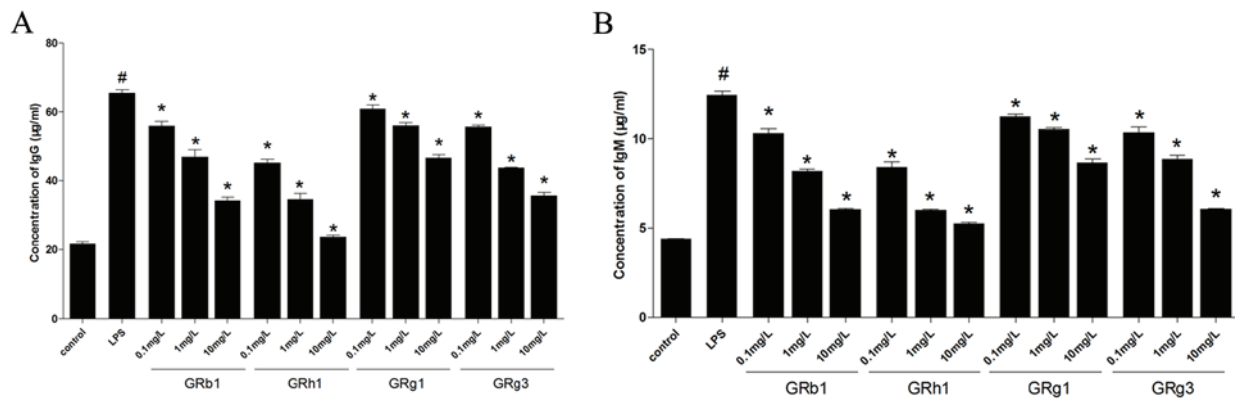 A
Concentration of IgG (µg/ml)
80
60
40
20
0
#
*
*
*
*
*
*
*
*
*
*
*
*
control
LPS
0.1mg/L
1mg/L
10mg/L
0.1mg/L
1mg/L
10mg/L
0.1mg/L
1mg/L
10mg/L
0.1mg/L
1mg/L
10mg/L
GRb1
GRh1
GRg1
GRg3
B
Concentration of IgM (µg/ml)
15
10
5
0
#
*
*
*
*
*
*
*
*
*
*
*
*
control
LPS
0.1mg/L
1mg/L
10mg/L
0.1mg/L
1mg/L
10mg/L
0.1mg/L
1mg/L
10mg/L
0.1mg/L
1mg/L
10mg/L
GRb1
GRh1
GRg1
GRg3